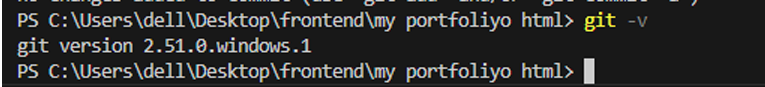 PS C:\Users\dell\Desktop\frontend\my portfoliyo html> git -v
git version 2.51.0.windows.1
PS C:\Users\dell\Desktop\frontend\my portfoliyo html>